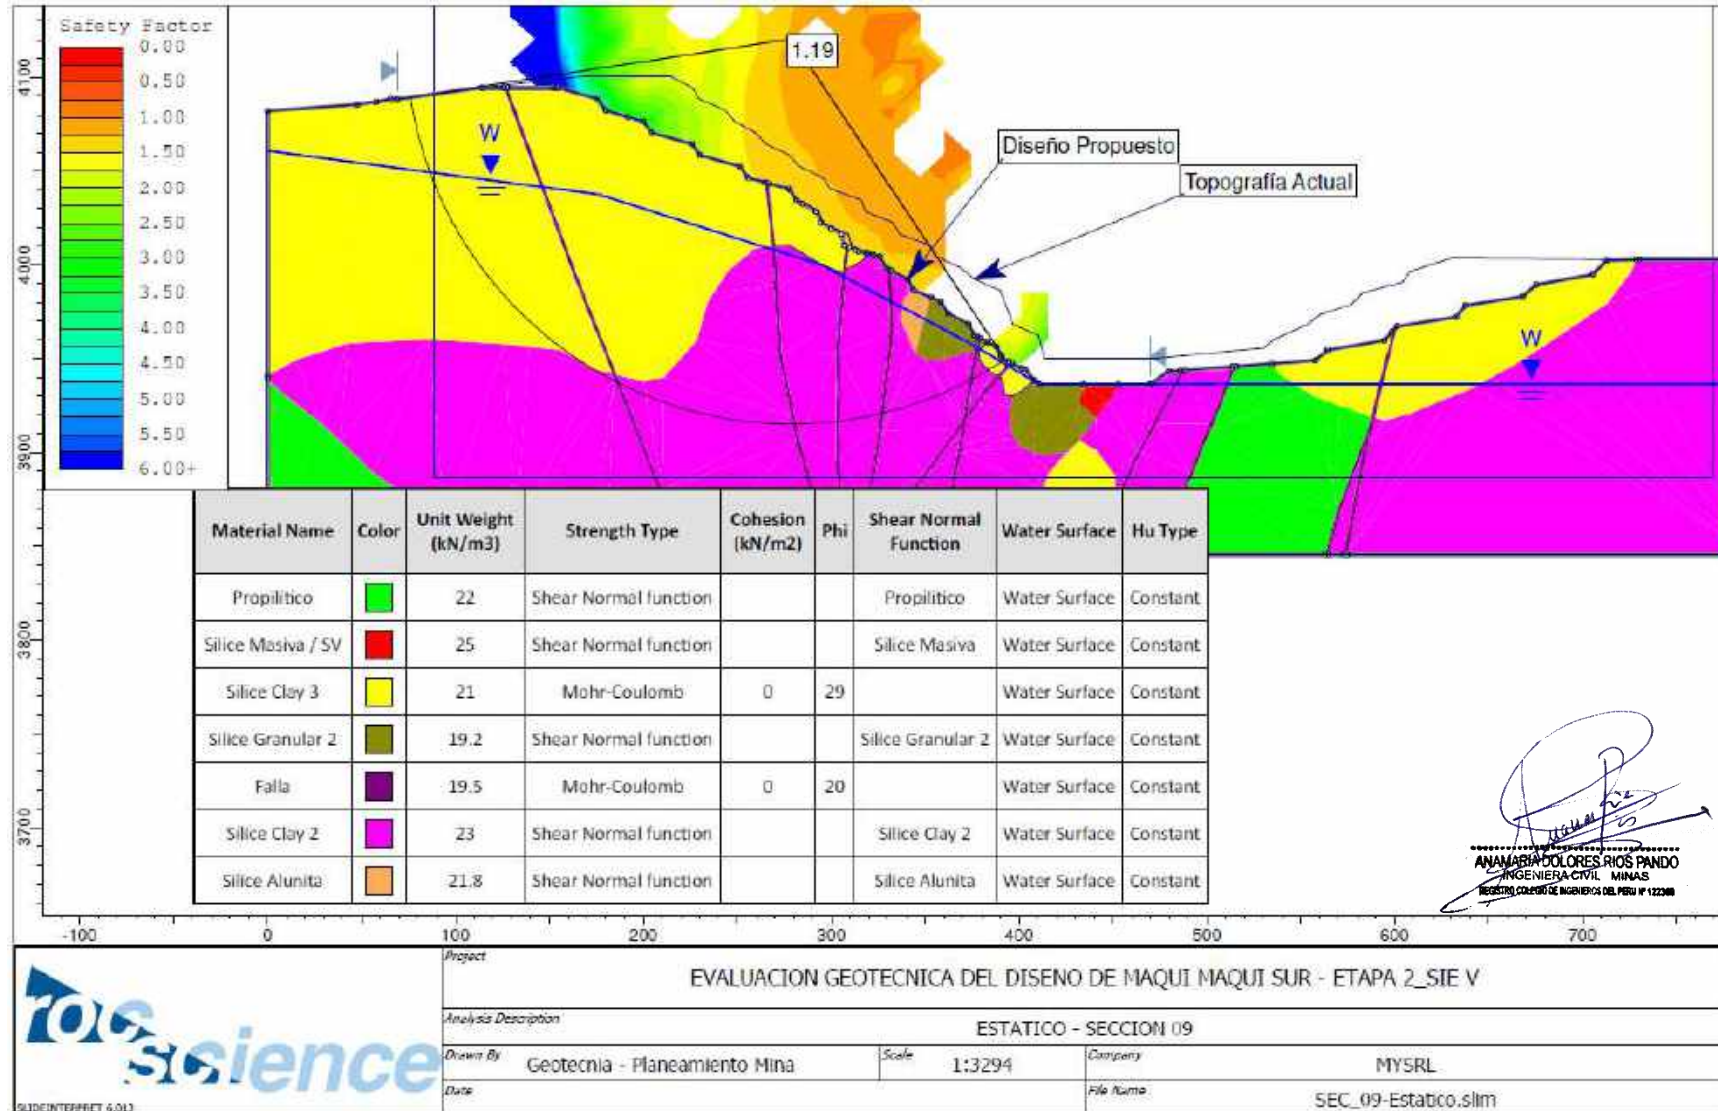 Safety Factor
0.00
0.50
1.00
1.50
2.00
2.50
3.00
3.50
4.00
4.50
5.00
5.50
6.00+
4100
4000
3900
3800
3700
1.19
W
Diseño Propuesto
Topografía Actual
W
Material Name Color Unit Weight (kN/m3) Strength Type Cohesion (kN/m2) Phi Shear Normal Function Water Surface Hu Type
Propilitico 22 Shear Normal function Propilitico Water Surface Constant
Silice Masiva / SV 25 Shear Normal function Silice Masiva Water Surface Constant
Silice Clay 3 21 Mohr-Coulomb 0 29 Water Surface Constant
Silice Granular 2 19.2 Shear Normal function Silice Granular 2 Water Surface Constant
Falla 19.5 Mohr-Coulomb 0 20 Water Surface Constant
Silice Clay 2 23 Shear Normal function Silice Clay 2 Water Surface Constant
Silice Alunita 21.8 Shear Normal function Silice Alunita Water Surface Constant
ANAMARIA DOLORES RIOS PANDO
INGENIERA CIVIL MINAS
REGISTRO COLEGIO DE INGENIEROS DEL PERU Nº
-100 0 100 200 300 400 500 600 700
rocscience
SLIDEINTERPRET 6.013
Project
EVALUACION GEOTECNICA DEL DISENO DE MAQUI MAQUI SUR - ETAPA 2_SIE V
Analysis Description
ESTATICO - SECCION 09
Drawn By Geotecnia - Planeamiento Mina Scale 1:3294 Company MYSRL
Date File Name SEC_09-Estatico.slim